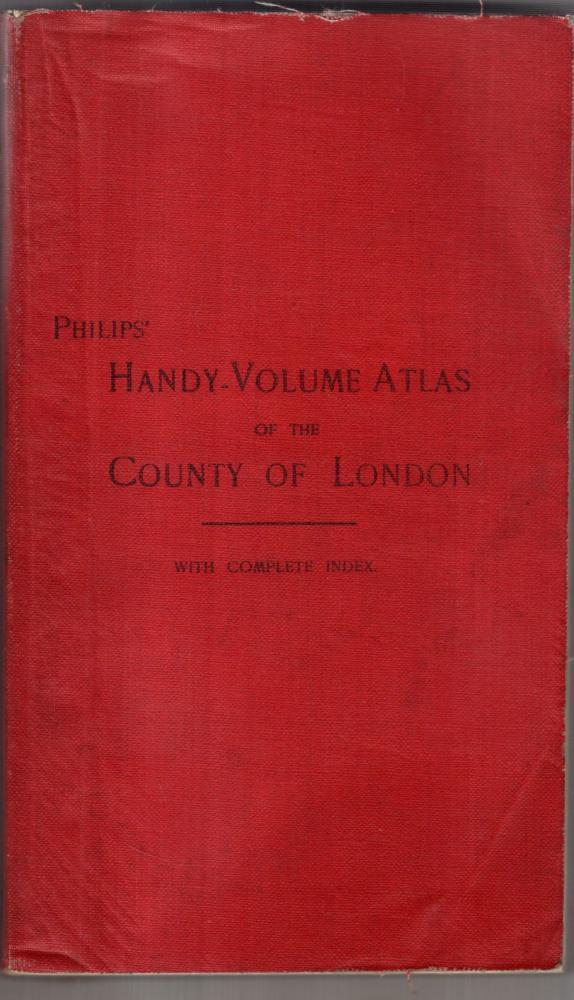 PHILIPS'
HANDY-VOLUME ATLAS
OF THE
COUNTY OF LONDON
WITH COMPLETE INDEX.